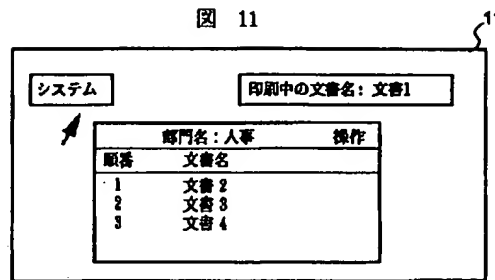 図 11
システム
印刷中の文書名: 文書1
部門名:人事 操作
順番 文書名
1 文書 2
2 文書 3
3 文書 4